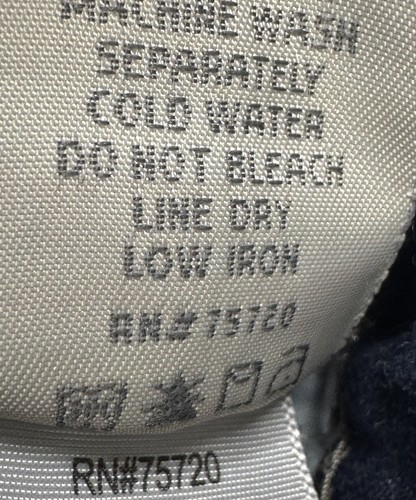 MACHINE WASH
SEPARATELY
COLD WATER
DO NOT BLEACH
LINE DRY
LOW IRON
RN# 75720
RN#75720